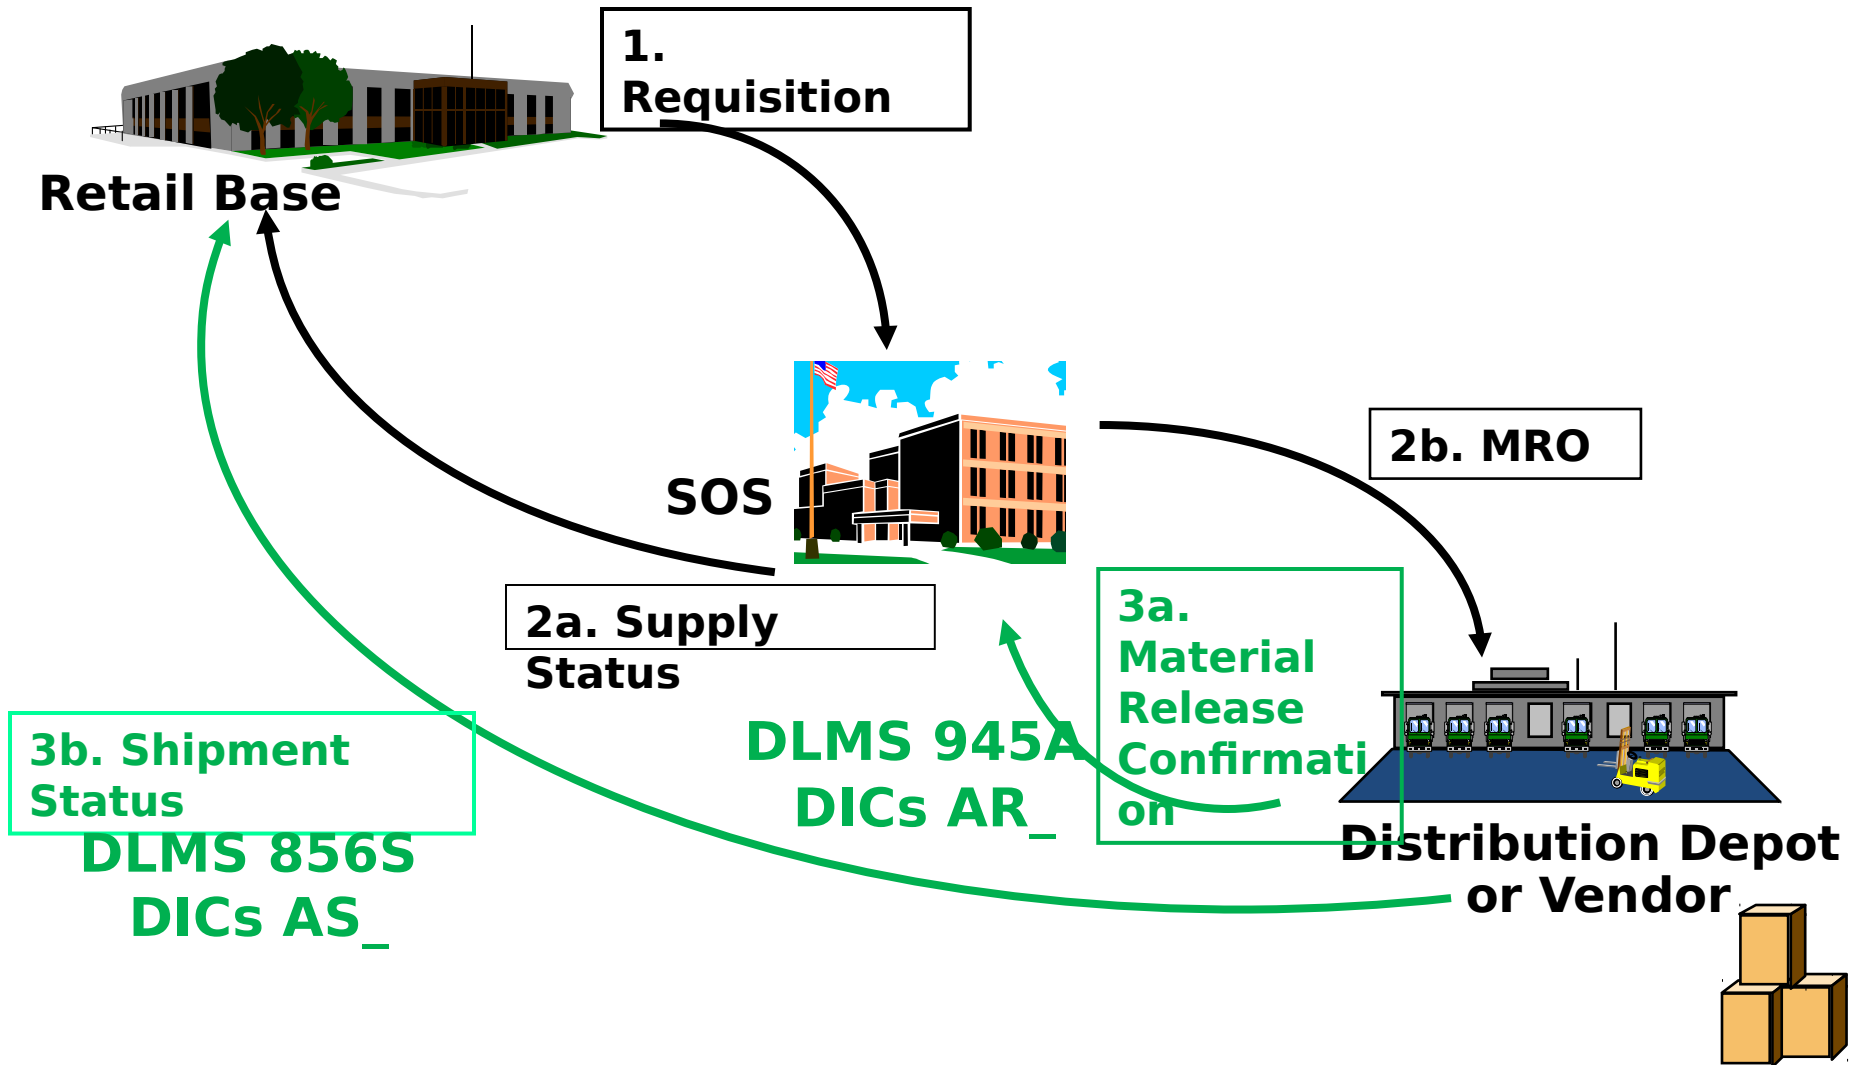 1.
Requisition
Retail Base
2b. MRO
SOS
3a.
Material
Release
Confirmati
on
2a. Supply
Status
DLMS 945A
DICs AR_
3b. Shipment
Status
DLMS 856S
DICs AS_
Distribution Depot
or Vendor